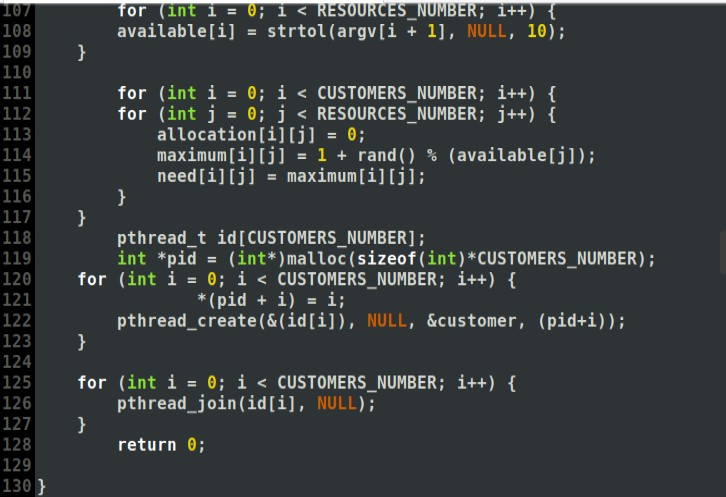 107         for (int i = 0; i < RESOURCES_NUMBER; i++) {
108         available[i] = strtol(argv[i + 1], NULL, 10);
109     }
110
111         for (int i = 0; i < CUSTOMERS_NUMBER; i++) {
112         for (int j = 0; j < RESOURCES_NUMBER; j++) {
113             allocation[i][j] = 0;
114             maximum[i][j] = 1 + rand() % (available[j]);
115             need[i][j] = maximum[i][j];
116         }
117     }
118         pthread_t id[CUSTOMERS_NUMBER];
119         int *pid = (int*)malloc(sizeof(int)*CUSTOMERS_NUMBER);
120     for (int i = 0; i < CUSTOMERS_NUMBER; i++) {
121                 *(pid + i) = i;
122         pthread_create(&(id[i]), NULL, &customer, (pid+i));
123     }
124
125     for (int i = 0; i < CUSTOMERS_NUMBER; i++) {
126         pthread_join(id[i], NULL);
127     }
128         return 0;
129
130 }